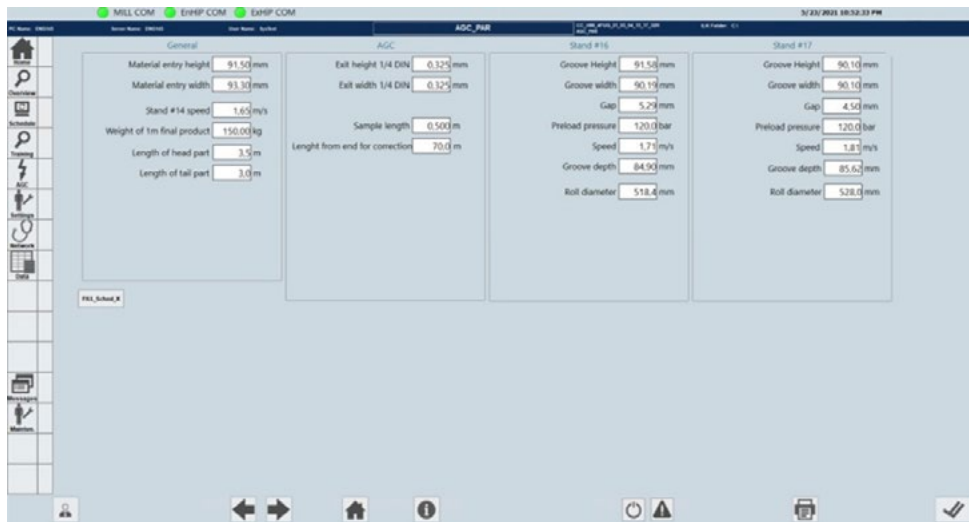 MILL COM EnHIP COM ExHIP COM 5/23/2021 10:52:33 PM
AGC_PAR
General
Material entry height 91,50 mm
Material entry width 93,30 mm
Stand #14 speed 1,65 m/s
Weight of 1m final product 150,00 kg
Length of head part 3,5 m
Length of tail part 3,0 m
AGC
Exit height 1/4 DIN 0,325 mm
Exit width 1/4 DIN 0,325 mm
Sample length 0,500 m
Lenght from end for correction 70,0 m
Stand #16
Groove Height 91,58 mm
Groove width 90,19 mm
Gap 5,29 mm
Preload pressure 120,0 bar
Speed 1,71 m/s
Groove depth 84,90 mm
Roll diameter 518,4 mm
Stand #17
Groove Height 90,10 mm
Groove width 90,10 mm
Gap 4,50 mm
Preload pressure 120,0 bar
Speed 1,81 m/s
Groove depth 85,62 mm
Roll diameter 528,0 mm
Home
Overview
Schedule
Training
AGC
Settings
Network
Data
Messages
Mainten.